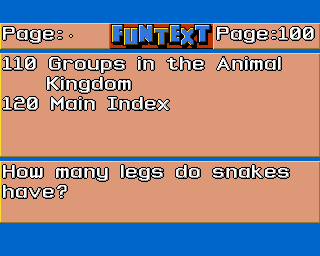 Page:. FUNTEXT Page:100
110 Groups in the Animal
Kingdom
120 Main Index
How many legs do snakes
have?